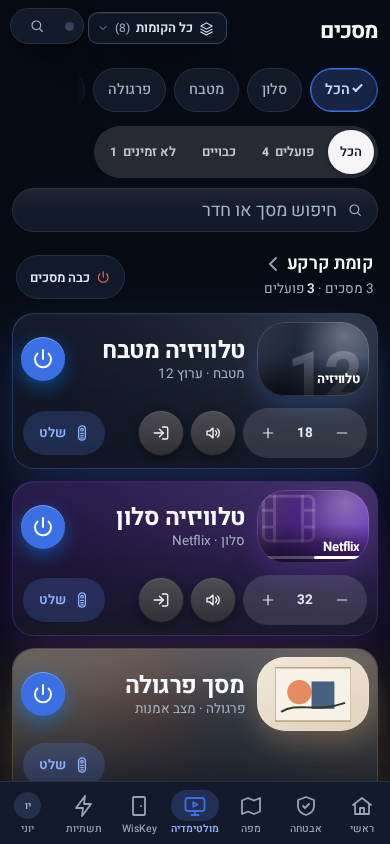 מסכים
כל הקומות (8)
הכל
סלון
מטבח
פרגולה
הכל
פועלים 4
כבויים
לא זמינים 1
חיפוש מסך או חדר
קומת קרקע
3 מסכים · 3 פועלים
כבה מסכים
12
טלוויזיה
טלוויזיה מטבח
מטבח · ערוץ 12
18
שלט
Netflix
טלוויזיה סלון
סלון · Netflix
32
שלט
מסך פרגולה
פרגולה · מצב אמנות
שלט
ראשי
אבטחה
מפה
מולטימדיה
WisKey
תשתיות
יו
יוני